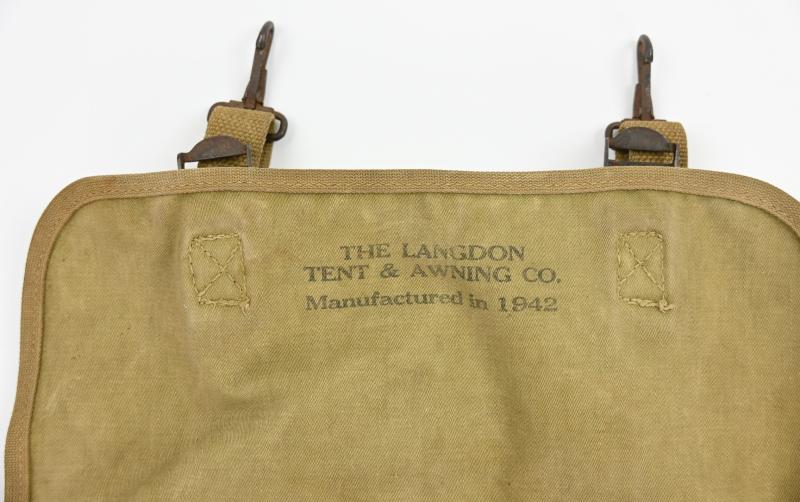 THE LANGDON
TENT & AWNING CO.
Manufactured in 1942